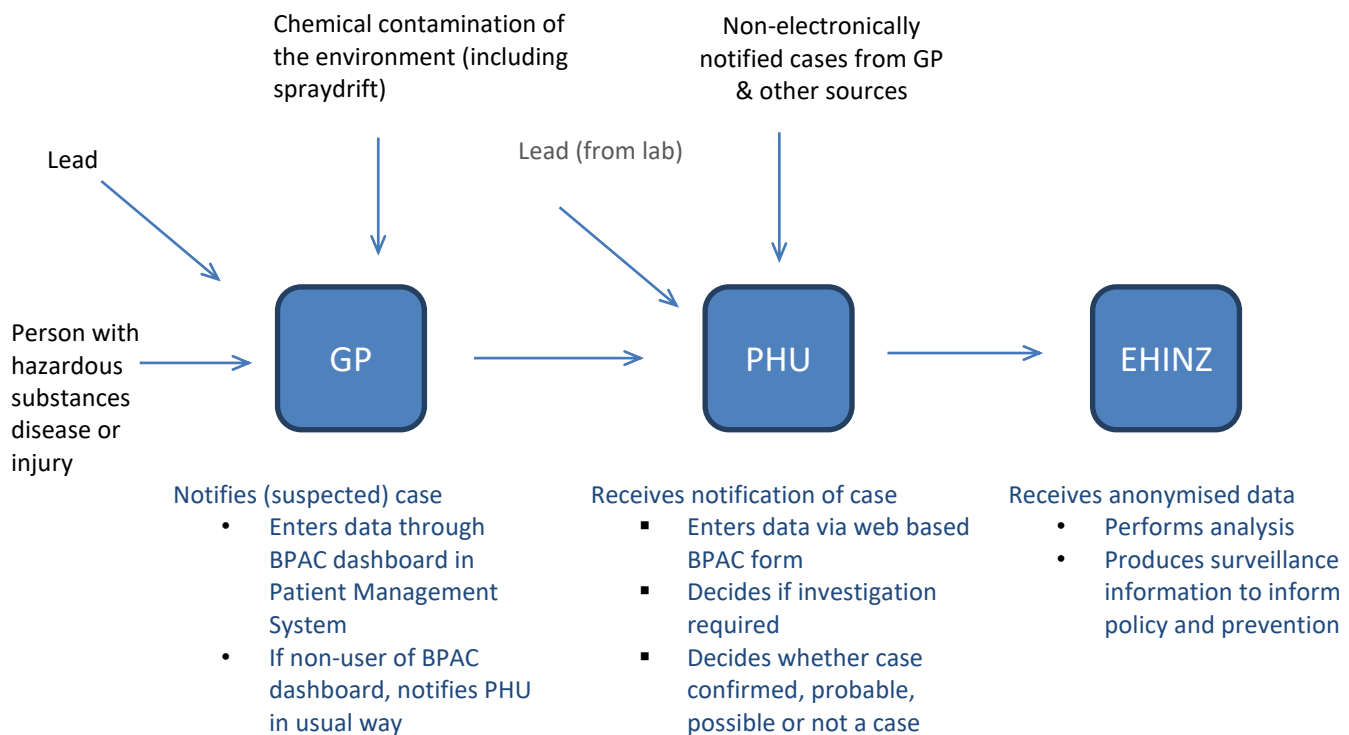 Chemical contamination of
the environment (including
spraydrift)
Non-electronically
notified cases from GP
& other sources
Lead
Lead (from lab)
Person with
hazardous
substances
disease or
injury
GP
PHU
EHINZ
Notifies (suspected) case
• Enters data through
BPAC dashboard in
Patient Management
System
• If non-user of BPAC
dashboard, notifies PHU
in usual way
Receives notification of case
▪ Enters data via web based
BPAC form
▪ Decides if investigation
required
▪ Decides whether case
confirmed, probable,
possible or not a case
Receives anonymised data
• Performs analysis
• Produces surveillance
information to inform
policy and prevention